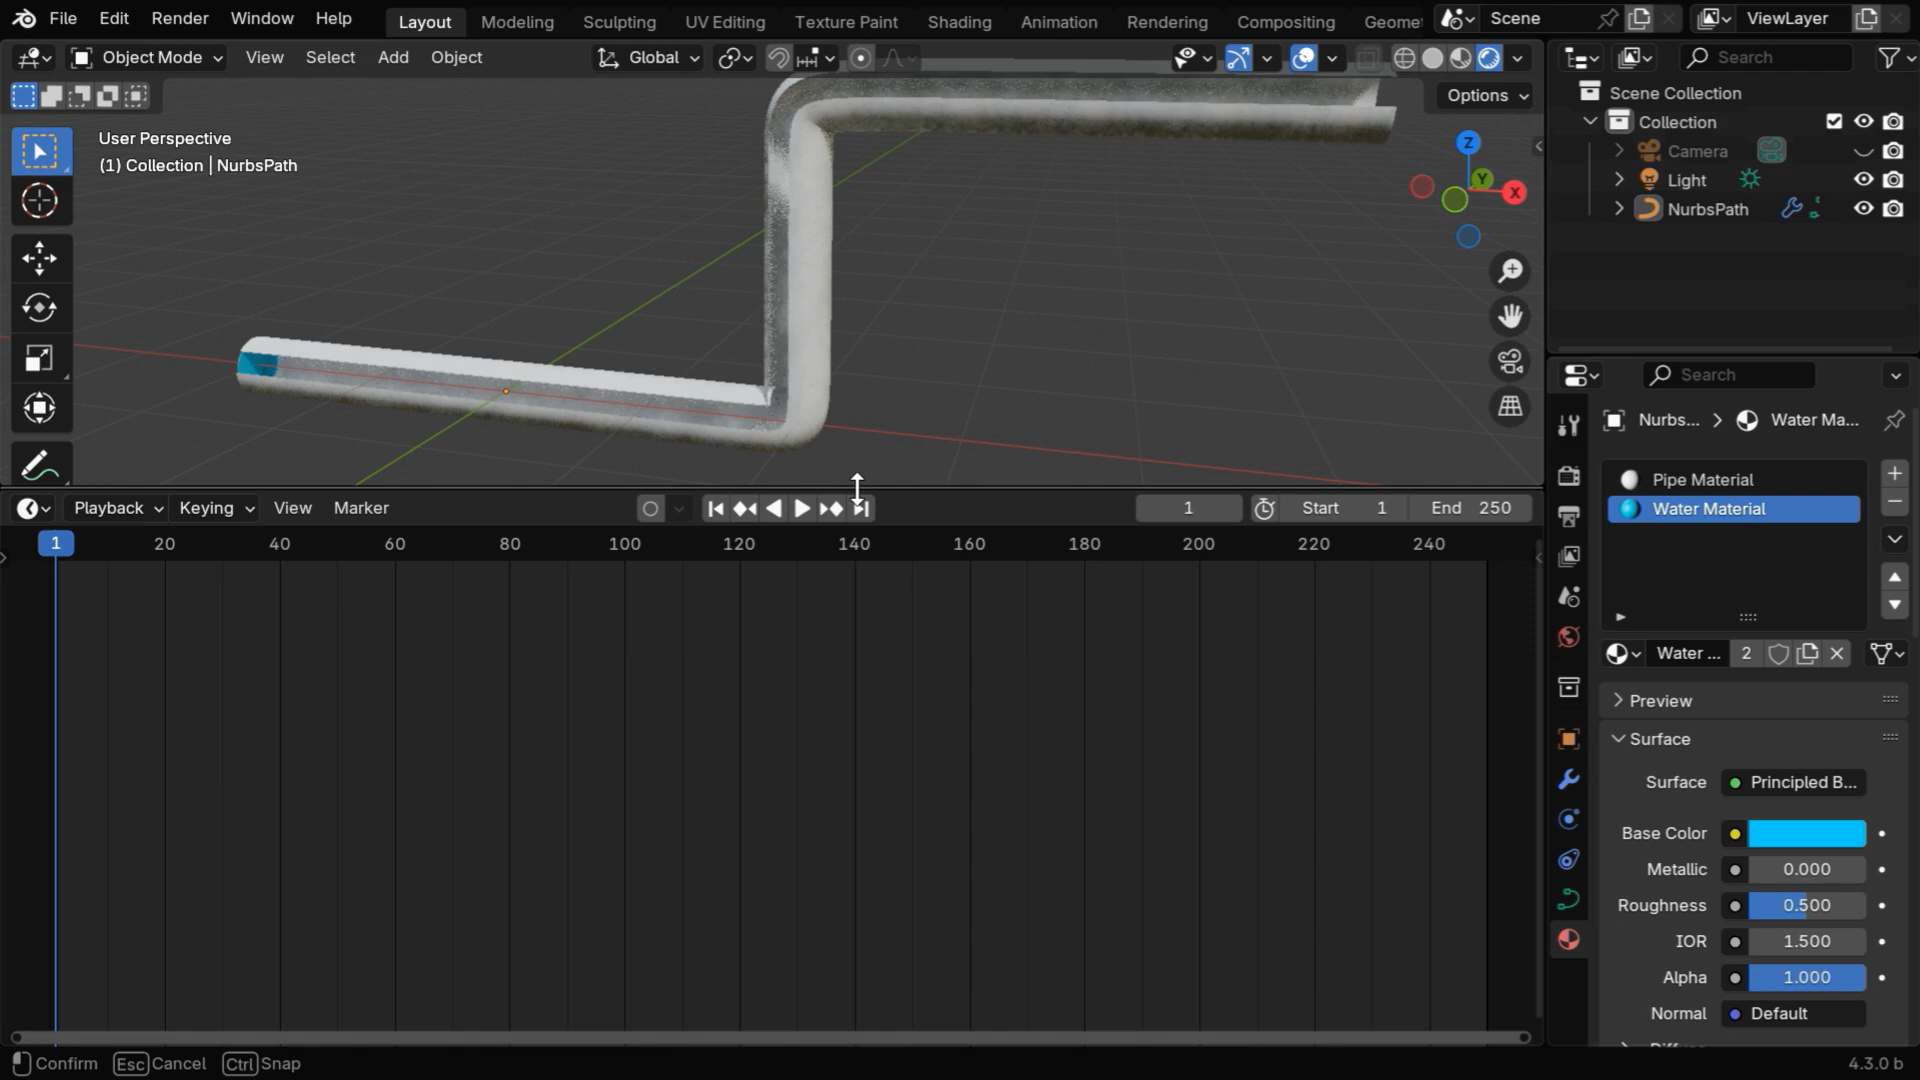 File Edit Render Window Help Layout Modeling Sculpting UV Editing Texture Paint Shading Animation Rendering Compositing Geome Scene ViewLayer
Object Mode View Select Add Object Global Search
Options
Scene Collection
Collection
Camera
Light
NurbsPath
User Perspective
(1) Collection | NurbsPath
Z
Y
X
Search
Nurbs... Water Ma...
Pipe Material
Water Material
Playback Keying View Marker 1 Start 1 End 250
1 20 40 60 80 100 120 140 160 180 200 220 240
Water ... 2
Preview
Surface
Surface Principled B...
Base Color
Metallic 0.000
Roughness 0.500
IOR 1.500
Alpha 1.000
Normal Default
Confirm Esc Cancel Ctrl Snap 4.3.0 b